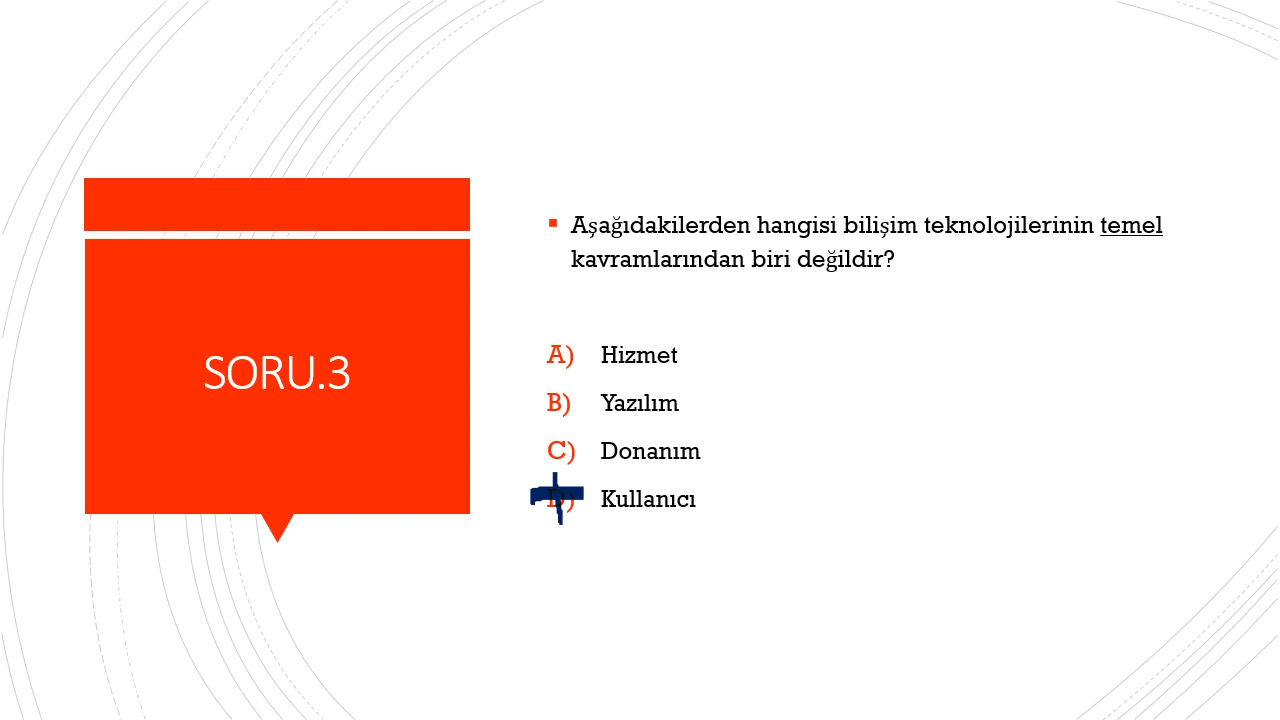 SORU.3
Aşağıdakilerden hangisi bilişim teknolojilerinin temel
kavramlarından biri değildir?
A) Hizmet
B) Yazılım
C) Donanım
D) Kullanıcı